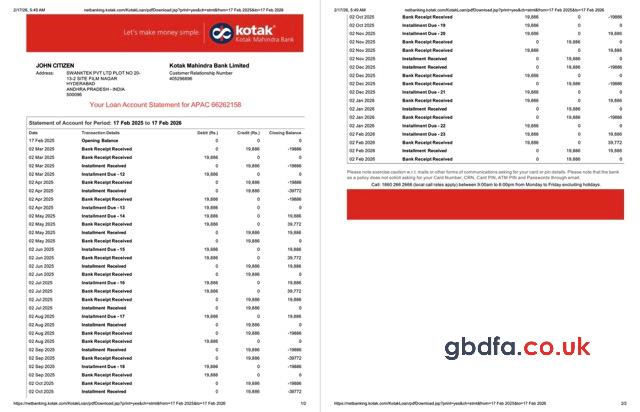 2/17/26, 5:49 AM
netbanking.kotak.com/KotakLoan/pdfDownload.jsp?print=yes&ch=stmt&from=17 Feb 2025&to=17 Feb 2026
Let's make money simple.
kotak
Kotak Mahindra Bank
JOHN CITIZEN
Kotak Mahindra Bank Limited
Address: SWANKTEK PVT LTD PLOT NO 20-
13-2 SITE FILM NAGAR
HYDERABAD
ANDHRA PRADESH - INDIA
500096
Customer Relationship Number
405296896
Your Loan Account Statement for APAC 66262158
Statement of Account for Period: 17 Feb 2025 to 17 Feb 2026
Date Transaction Details Debit (Rs.) Credit (Rs.) Closing Balance
17 Feb 2025 Opening Balance 0 0 0
02 Mar 2025 Bank Receipt Received 0 19,886 -19886
02 Mar 2025 Bank Receipt Received 19,886 0 0
02 Mar 2025 Installment Received 0 19,886 -19886
02 Mar 2025 Installment Due - 12 19,886 0 0
02 Apr 2025 Bank Receipt Received 0 19,886 -19886
02 Apr 2025 Installment Received 0 19,886 -39772
02 Apr 2025 Bank Receipt Received 19,886 0 -19886
02 Apr 2025 Installment Due - 13 19,886 0 0
02 May 2025 Installment Due - 14 19,886 0 19,886
02 May 2025 Bank Receipt Received 19,886 0 39,772
02 May 2025 Installment Received 0 19,886 19,886
02 May 2025 Bank Receipt Received 0 19,886 0
02 Jun 2025 Installment Due - 15 19,886 0 19,886
02 Jun 2025 Bank Receipt Received 19,886 0 39,772
02 Jun 2025 Installment Received 0 19,886 19,886
02 Jun 2025 Bank Receipt Received 0 19,886 0
02 Jul 2025 Installment Due - 16 19,886 0 19,886
02 Jul 2025 Bank Receipt Received 19,886 0 39,772
02 Jul 2025 Bank Receipt Received 0 19,886 19,886
02 Jul 2025 Installment Received 0 19,886 0
02 Aug 2025 Installment Due - 17 19,886 0 19,886
02 Aug 2025 Installment Received 0 19,886 0
02 Aug 2025 Bank Receipt Received 0 19,886 -19886
02 Aug 2025 Bank Receipt Received 19,886 0 0
02 Sep 2025 Installment Received 0 19,886 -19886
02 Sep 2025 Bank Receipt Received 0 19,886 -39772
02 Sep 2025 Installment Due - 18 19,886 0 -19886
02 Sep 2025 Bank Receipt Received 19,886 0 0
02 Oct 2025 Bank Receipt Received 0 19,886 -19886
02 Oct 2025 Installment Received 0 19,886 -39772
https://netbanking.kotak.com/KotakLoan/pdfDownload.jsp?print=yes&ch=stmt&from=17 Feb 2025&to=17 Feb 2026
1/2
2/17/26, 5:49 AM
netbanking.kotak.com/KotakLoan/pdfDownload.jsp?print=yes&ch=stmt&from=17 Feb 2025&to=17 Feb 2026
02 Oct 2025 Bank Receipt Received 19,886 0 -19886
02 Oct 2025 Installment Due - 19 19,886 0 0
02 Nov 2025 Installment Due - 20 19,886 0 19,886
02 Nov 2025 Bank Receipt Received 0 19,886 0
02 Nov 2025 Bank Receipt Received 19,886 0 19,886
02 Nov 2025 Installment Received 0 19,886 0
02 Dec 2025 Installment Received 0 19,886 -19886
02 Dec 2025 Bank Receipt Received 19,886 0 0
02 Dec 2025 Bank Receipt Received 0 19,886 -19886
02 Dec 2025 Installment Due - 21 19,886 0 0
02 Jan 2026 Bank Receipt Received 19,886 0 19,886
02 Jan 2026 Installment Received 0 19,886 0
02 Jan 2026 Bank Receipt Received 0 19,886 -19886
02 Jan 2026 Installment Due - 22 19,886 0 0
02 Feb 2026 Installment Due - 23 19,886 0 19,886
02 Feb 2026 Bank Receipt Received 19,886 0 39,772
02 Feb 2026 Installment Received 0 19,886 19,886
02 Feb 2026 Bank Receipt Received 0 19,886 0
Please note exercise caution w.r.t. mails or other forms of communications asking for your card or pin details. Please note that the bank
as a policy does not solicit asking for your Card Number, CRN, Card PIN, ATM PIN and Passwords through email.
Call: 1860 266 2666 (local call rates apply) between 9:00am to 6:00pm from Monday to Friday excluding holidays.
gbdfa.co.uk
https://netbanking.kotak.com/KotakLoan/pdfDownload.jsp?print=yes&ch=stmt&from=17 Feb 2025&to=17 Feb 2026
2/2